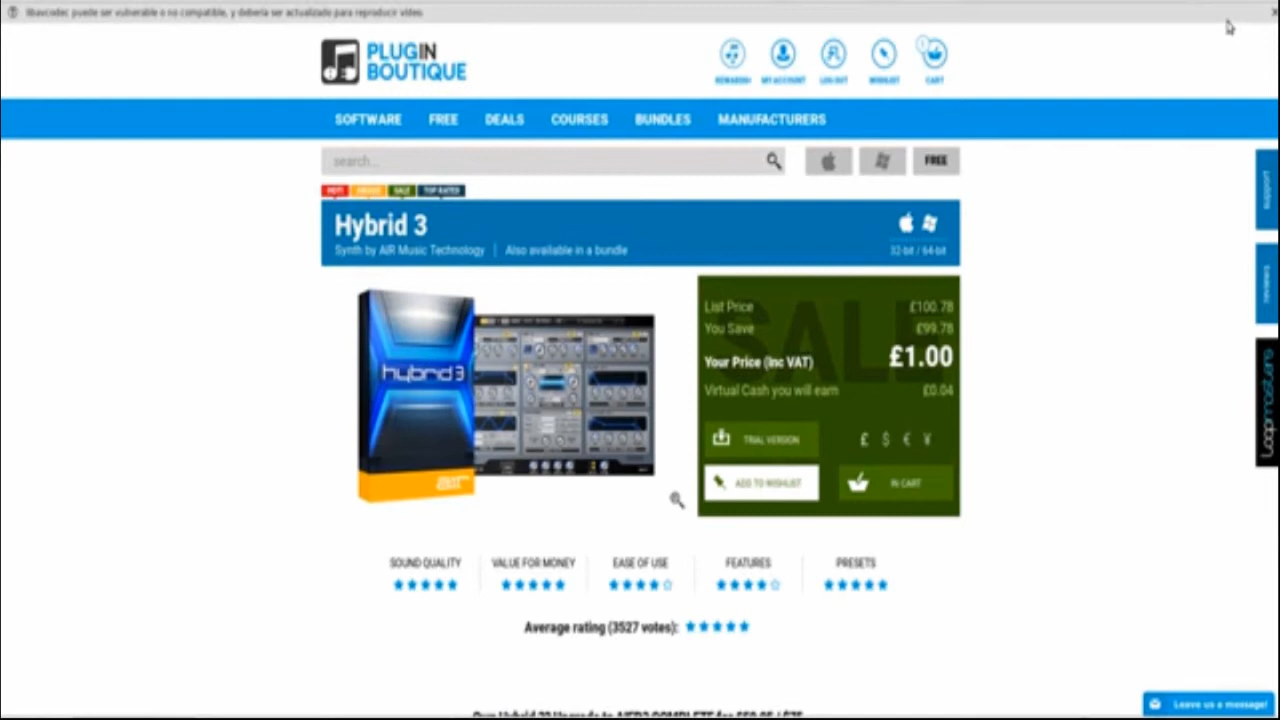 libavcodec puede ser vulnerable o no compatible, y debería ser actualizado para reproducir vídeo.
PLUGIN
BOUTIQUE
REWARDS MY ACCOUNT LOG OUT WISHLIST CART
SOFTWARE FREE DEALS COURSES BUNDLES MANUFACTURERS
search... FREE
HOT! AWARD SALE TOP RATED
Hybrid 3
Synth by AIR Music Technology | Also available in a bundle
32-bit / 64-bit
support
reviews
Loopmasters
hybrid 3
air
SALE
List Price £100.78
You Save £99.78
Your Price (Inc VAT) £1.00
Virtual Cash you will earn £0.04
TRIAL VERSION £ $ € ¥
ADD TO WISHLIST IN CART
SOUND QUALITY VALUE FOR MONEY EASE OF USE FEATURES PRESETS
Average rating (3527 votes):
Leave us a message!